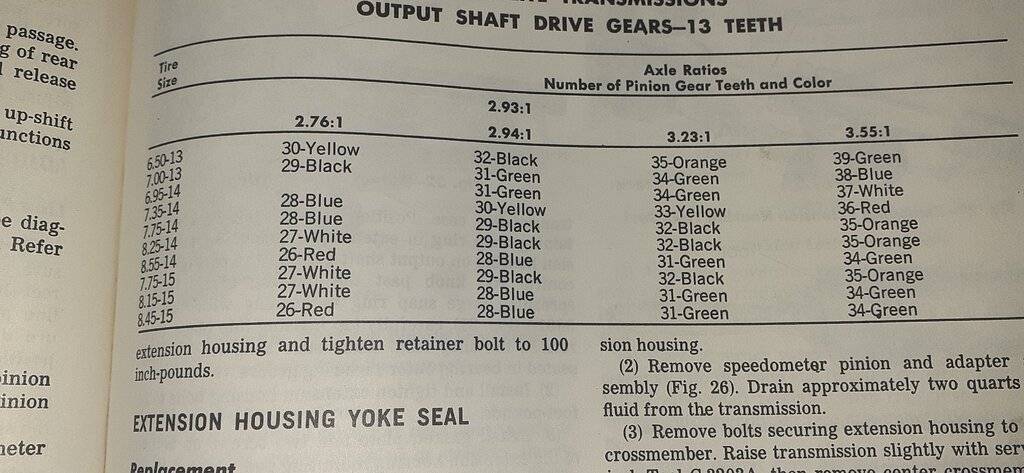 passage.
g of rear
release
up-shift
unctions
e diag-
Refer
inion
inion
meter
TRANSMISSIONS
OUTPUT SHAFT DRIVE GEARS—13 TEETH
Tire
Size
Axle Ratios
Number of Pinion Gear Teeth and Color
2.93:1
2.76:1 2.94:1 3.23:1 3.55:1
6.50-13 30-Yellow 32-Black 35-Orange 39-Green
7.00-13 29-Black 31-Green 34-Green 38-Blue
6.95-14 31-Green 34-Green 37-White
7.35-14 28-Blue 30-Yellow 33-Yellow 36-Red
7.75-14 28-Blue 29-Black 32-Black 35-Orange
8.25-14 27-White 29-Black 32-Black 35-Orange
8.55-14 26-Red 28-Blue 31-Green 34-Green
7.75-15 27-White 29-Black 32-Black 35-Orange
8.15-15 27-White 28-Blue 31-Green 34-Green
8.45-15 26-Red 28-Blue 31-Green 34-Green
extension housing and tighten retainer bolt to 100
inch-pounds.
EXTENSION HOUSING YOKE SEAL
Replacement
sion housing.
(2) Remove speedometer pinion and adapter
sembly (Fig. 26). Drain approximately two quarts
fluid from the transmission.
(3) Remove bolts securing extension housing to
crossmember. Raise transmission slightly with ser
then remove center crossmem